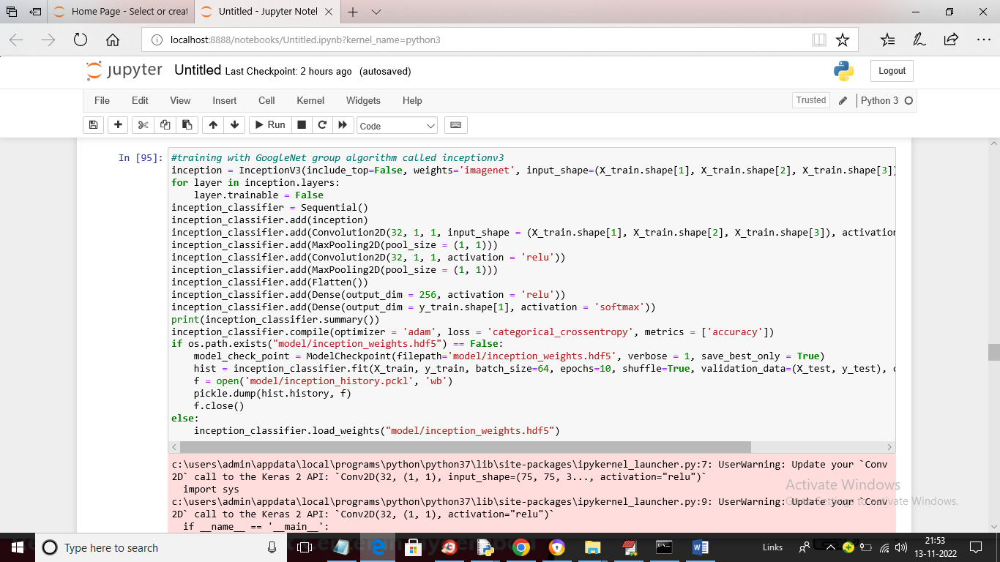 Home Page - Select or creat
Untitled - Jupyter Notel
localhost:8888/notebooks/Untitled.ipynb?kernel_name=python3
jupyter Untitled Last Checkpoint: 2 hours ago (autosaved)
Logout
File Edit View Insert Cell Kernel Widgets Help
Trusted Python 3
Run Code
In [95]:
#training with GoogleNet group algorithm called inceptionv3
inception = InceptionV3(include_top=False, weights='imagenet', input_shape=(X_train.shape[1], X_train.shape[2], X_train.shape[3])
for layer in inception.layers:
    layer.trainable = False
inception_classifier = Sequential()
inception_classifier.add(inception)
inception_classifier.add(Convolution2D(32, 1, 1, input_shape = (X_train.shape[1], X_train.shape[2], X_train.shape[3]), activation
inception_classifier.add(MaxPooling2D(pool_size = (1, 1)))
inception_classifier.add(Convolution2D(32, 1, 1, activation = 'relu'))
inception_classifier.add(MaxPooling2D(pool_size = (1, 1)))
inception_classifier.add(Flatten())
inception_classifier.add(Dense(output_dim = 256, activation = 'relu'))
inception_classifier.add(Dense(output_dim = y_train.shape[1], activation = 'softmax'))
print(inception_classifier.summary())
inception_classifier.compile(optimizer = 'adam', loss = 'categorical_crossentropy', metrics = ['accuracy'])
if os.path.exists("model/inception_weights.hdf5") == False:
    model_check_point = ModelCheckpoint(filepath='model/inception_weights.hdf5', verbose = 1, save_best_only = True)
    hist = inception_classifier.fit(X_train, y_train, batch_size=64, epochs=10, shuffle=True, validation_data=(X_test, y_test), c
    f = open('model/inception_history.pckl', 'wb')
    pickle.dump(hist.history, f)
    f.close()
else:
    inception_classifier.load_weights("model/inception_weights.hdf5")
c:\users\admin\appdata\local\programs\python\python37\lib\site-packages\ipykernel_launcher.py:7: UserWarning: Update your `Conv
2D` call to the Keras 2 API: `Conv2D(32, (1, 1), input_shape=(75, 75, 3..., activation="relu")`
  import sys
c:\users\admin\appdata\local\programs\python\python37\lib\site-packages\ipykernel_launcher.py:9: UserWarning: Update your `Conv
2D` call to the Keras 2 API: `Conv2D(32, (1, 1), activation="relu")`
  if __name__ == '__main__':
Activate Windows
Go to Settings to activate Windows.
Type here to search
Links
21:53
13-11-2022